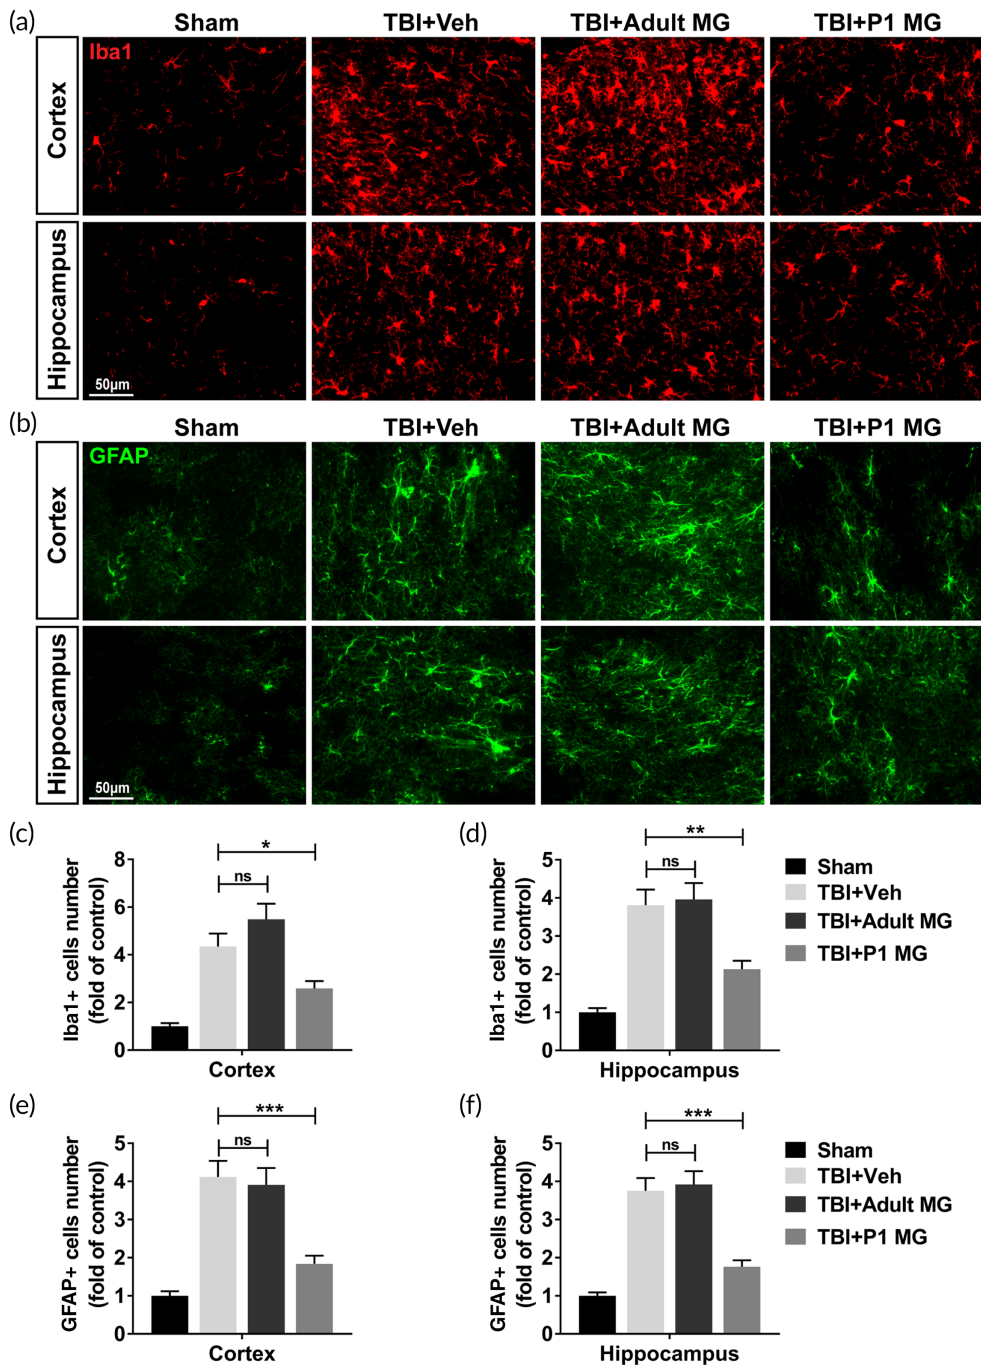 (a)
Sham TBI+Veh TBI+Adult MG TBI+P1 MG
Iba1
Cortex
Hippocampus
50µm
(b)
Sham TBI+Veh TBI+Adult MG TBI+P1 MG
GFAP
Cortex
Hippocampus
50µm
(c)
Iba1+ cells number
(fold of control)
8
6
4
2
0
*
ns
Cortex
(d)
Iba1+ cells number
(fold of control)
5
4
3
2
1
0
**
ns
Hippocampus
Sham
TBI+Veh
TBI+Adult MG
TBI+P1 MG
(e)
GFAP+ cells number
(fold of control)
5
4
3
2
1
0
***
ns
Cortex
(f)
GFAP+ cells number
(fold of control)
5
4
3
2
1
0
***
ns
Hippocampus
Sham
TBI+Veh
TBI+Adult MG
TBI+P1 MG